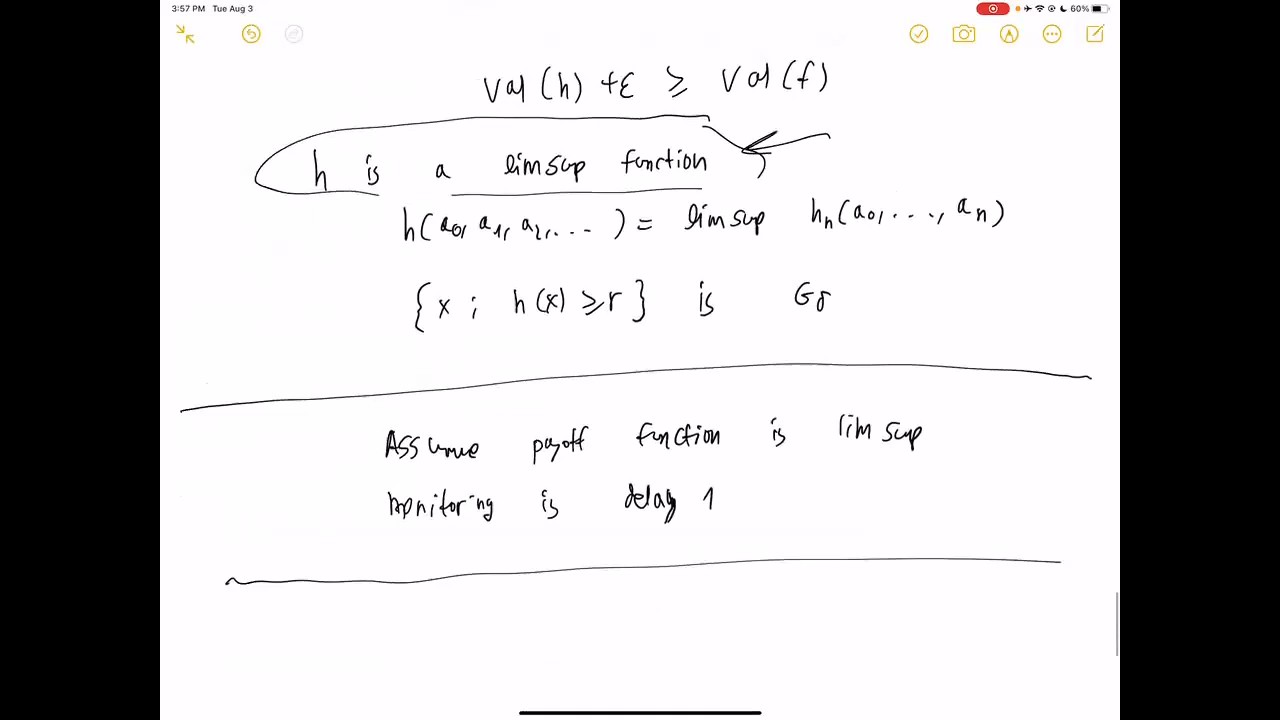 3:57 PM Tue Aug 3
60%
Val(h) +ε ≥ Val(f)
h is a limsup function
h(a0, a1, a2, ... ) = limsup hn(a0, ..., an)
{ x ; h(x) ≥ r } is Gδ
Assume payoff function is limsup
Monitoring is delay 1